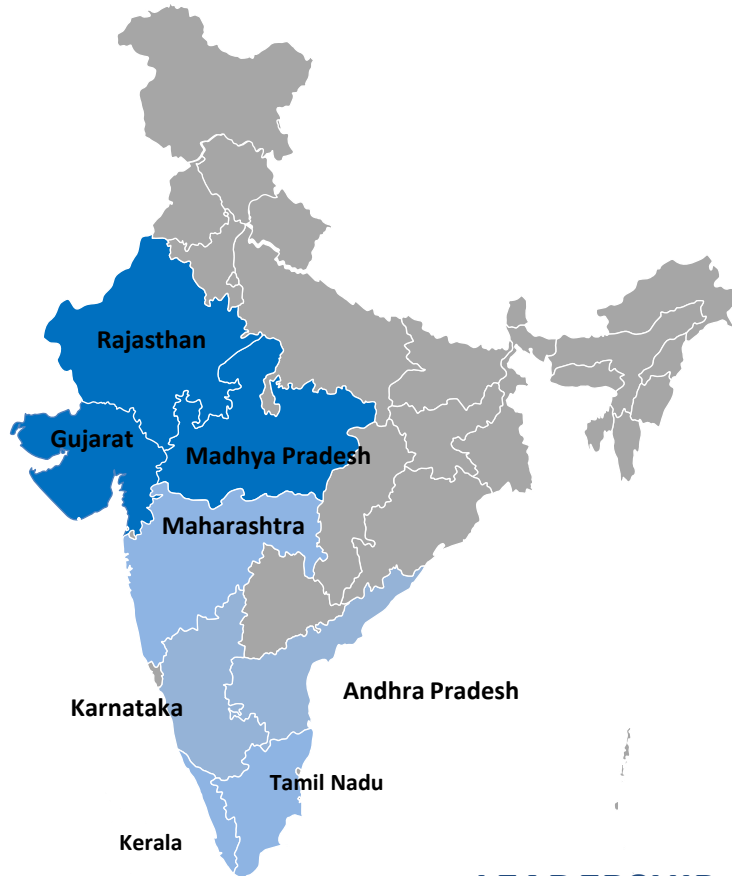 Rajasthan
Gujarat
Madhya Pradesh
Maharashtra
Andhra Pradesh
Karnataka
Tamil Nadu
Kerala